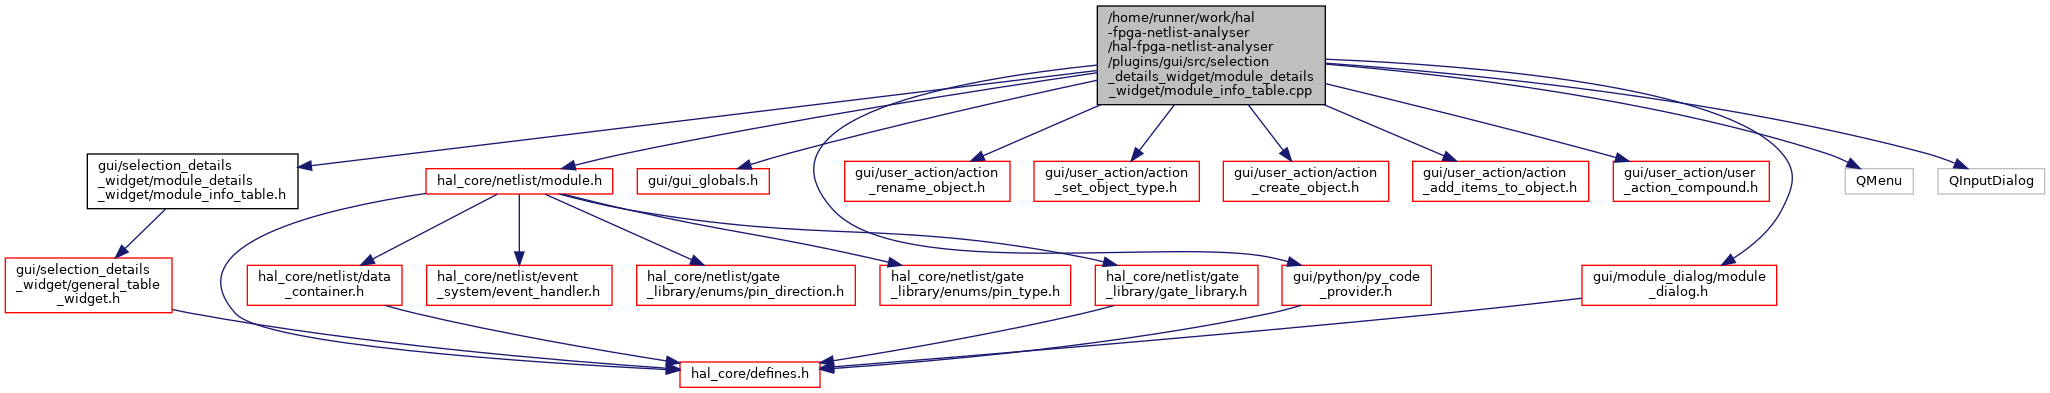 /home/runner/work/hal
-fpga-netlist-analyser
/hal-fpga-netlist-analyser
/plugins/gui/src/selection
_details_widget/module_details
_widget/module_info_table.cpp
gui/selection_details
_widget/module_details
_widget/module_info_table.h
hal_core/netlist/module.h
gui/gui_globals.h
gui/user_action/action
_rename_object.h
gui/user_action/action
_set_object_type.h
gui/user_action/action
_create_object.h
gui/user_action/action
_add_items_to_object.h
gui/user_action/user
_action_compound.h
QMenu
QInputDialog
gui/selection_details
_widget/general_table
_widget.h
hal_core/netlist/data
_container.h
hal_core/netlist/event
_system/event_handler.h
hal_core/netlist/gate
_library/enums/pin_direction.h
hal_core/netlist/gate
_library/enums/pin_type.h
hal_core/netlist/gate
_library/gate_library.h
gui/python/py_code
_provider.h
gui/module_dialog/module
_dialog.h
hal_core/defines.h